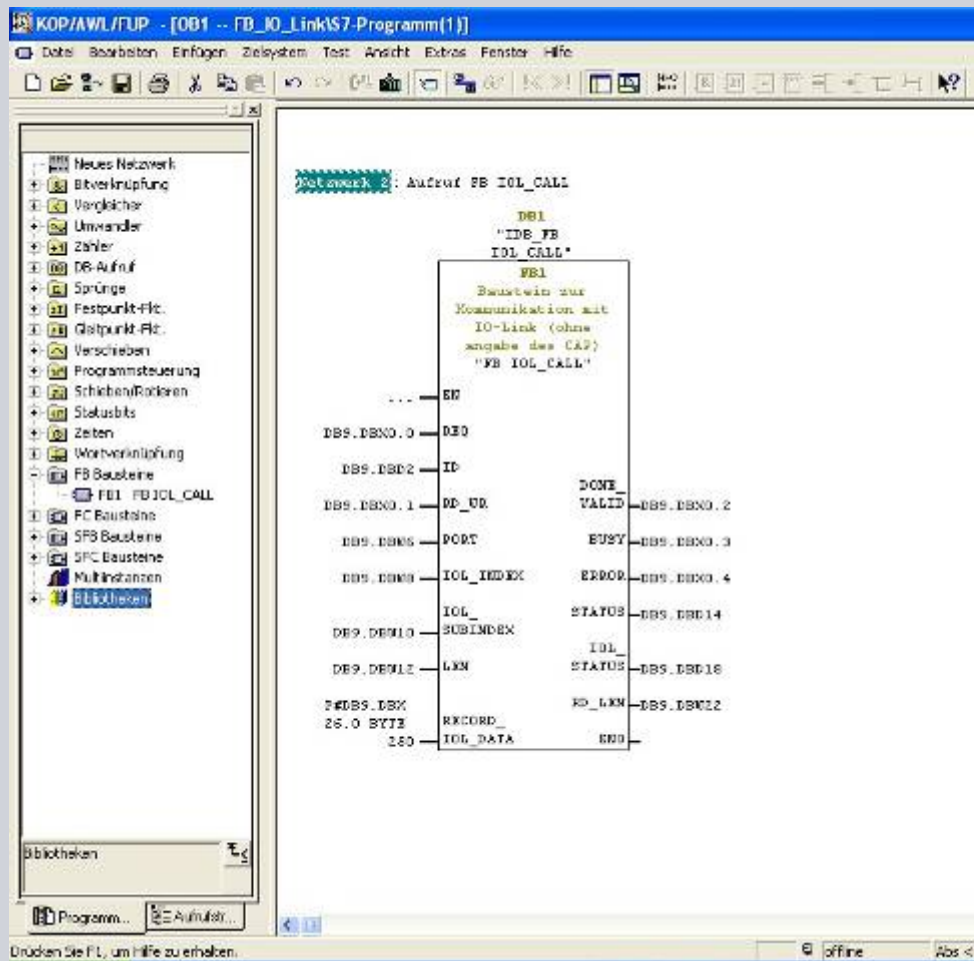 KOP/AWL/FUP - [OB1 -- FB_IO_Link\S7-Programm(1)]
Datei Bearbeiten Einfügen Zielsystem Test Ansicht Extras Fenster Hilfe
Neues Netzwerk
Bitverknüpfung
Vergleicher
Umwandler
Zähler
DB-Aufruf
Sprünge
Festpunkt-Fkt.
Gleitpunkt-Fkt.
Verschieben
Programmsteuerung
Schieben/Rotieren
Statusbits
Zeiten
Wortverknüpfung
FB Bausteine
FB1 FB IOL_CALL
FC Bausteine
SFB Bausteine
SFC Bausteine
Multiinstanzen
Bibliotheken
Bibliotheken
Programm...
Aufrufstr...
Netzwerk 2: Aufruf FB IOL_CALL
DB1
"IDB_FB
IOL_CALL"
FB1
Baustein zur
Kommunikation mit
IO-Link (ohne
angabe des CAP)
"FB IOL_CALL"
... EN
DB9.DBX0.0 REQ
DB9.DBD2 ID
DB9.DBX0.1 RD_WR
DB9.DBW6 PORT
DB9.DBW8 IOL_INDEX
IOL_
DB9.DBW10 SUBINDEX
DB9.DBW12 LEN
P#DB9.DBX
26.0 BYTE RECORD_
280 IOL_DATA
DONE_
VALID DB9.DBX0.2
BUSY DB9.DBX0.3
ERROR DB9.DBX0.4
STATUS DB9.DBD14
IOL_
STATUS DB9.DBD18
RD_LEN DB9.DBW22
ENO
Drücken Sie F1, um Hilfe zu erhalten.
offline
Abs <